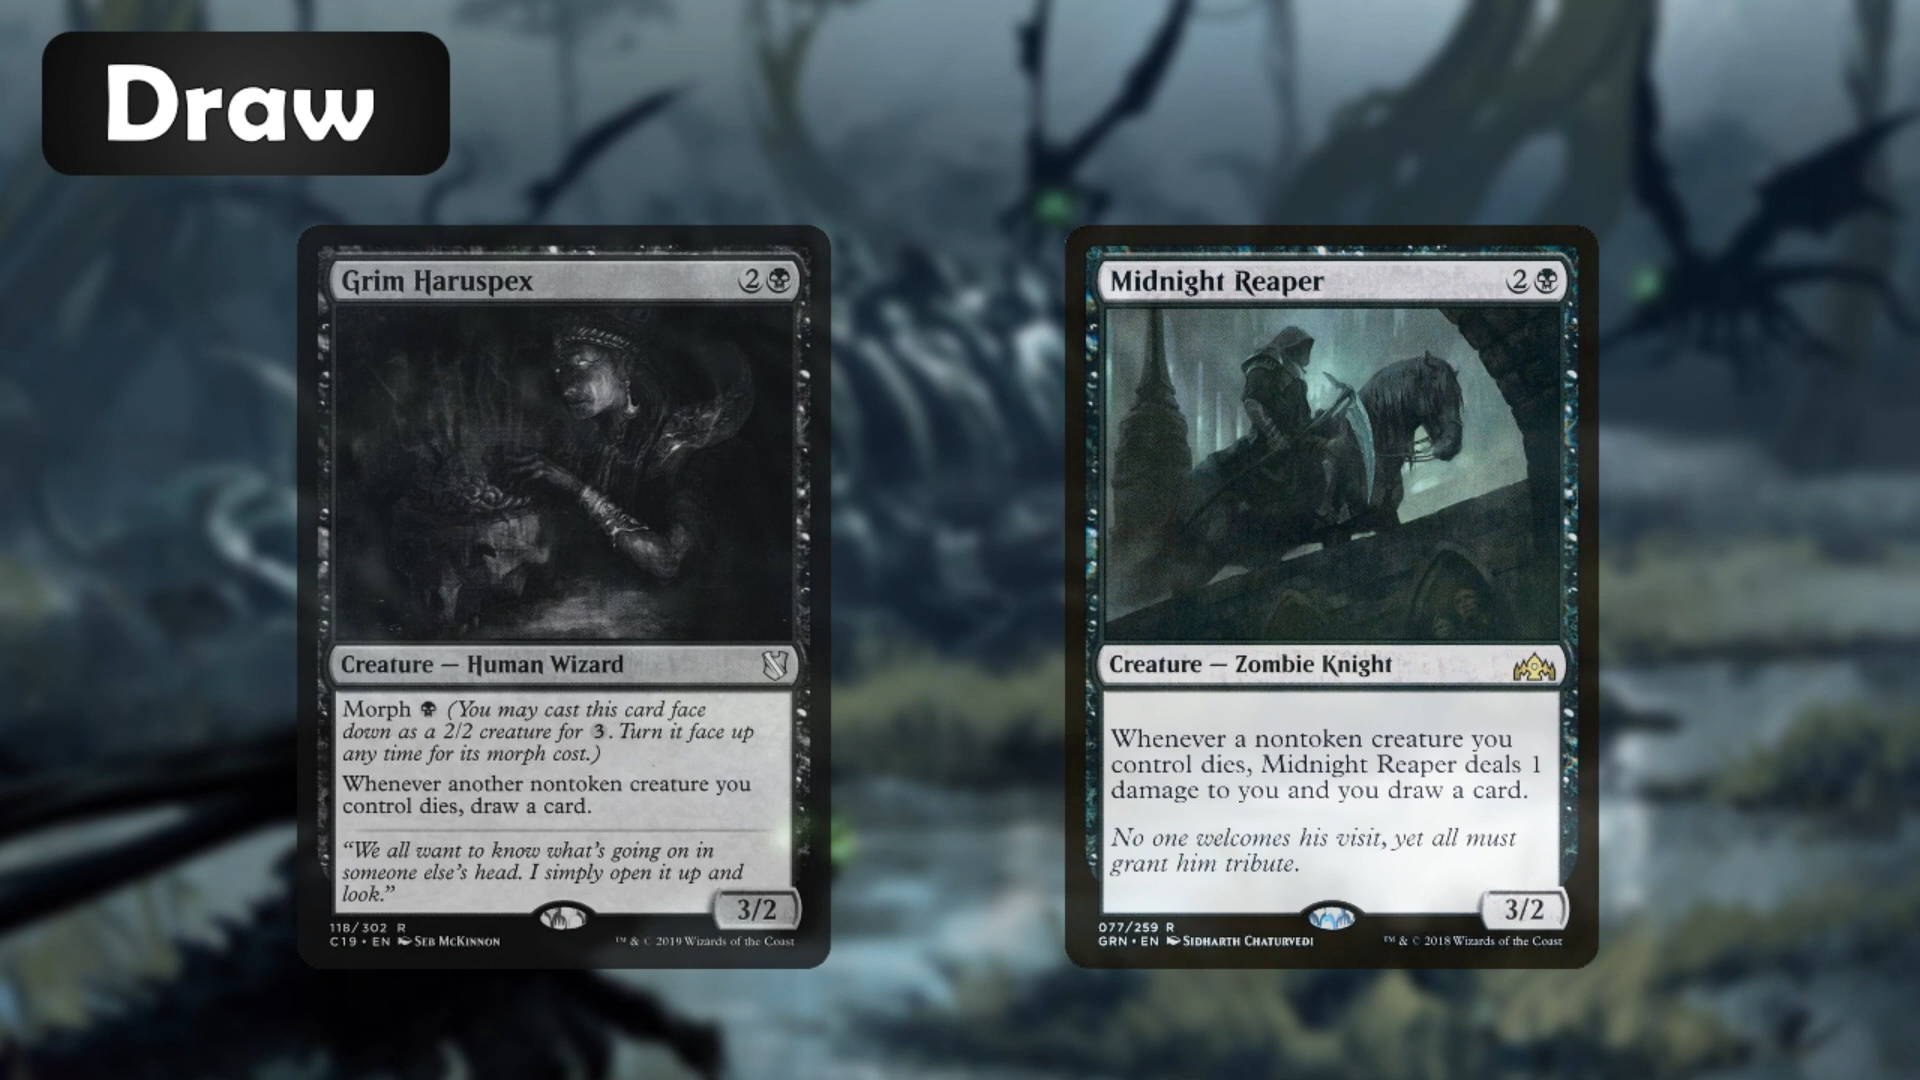 Draw
Grim Haruspex 2
Creature — Human Wizard
Morph (You may cast this card face
down as a 2/2 creature for 3. Turn it face up
any time for its morph cost.)
Whenever another nontoken creature you
control dies, draw a card.
“We all want to know what’s going on in
someone else’s head. I simply open it up and
look.”
3/2
118/302 R
C19 • EN Seb McKinnon
™ & © 2019 Wizards of the Coast
Midnight Reaper 2
Creature — Zombie Knight
Whenever a nontoken creature you
control dies, Midnight Reaper deals 1
damage to you and you draw a card.
No one welcomes his visit, yet all must
grant him tribute.
3/2
077/259 R
GRN • EN Sidharth Chaturvedi
™ & © 2018 Wizards of the Coast